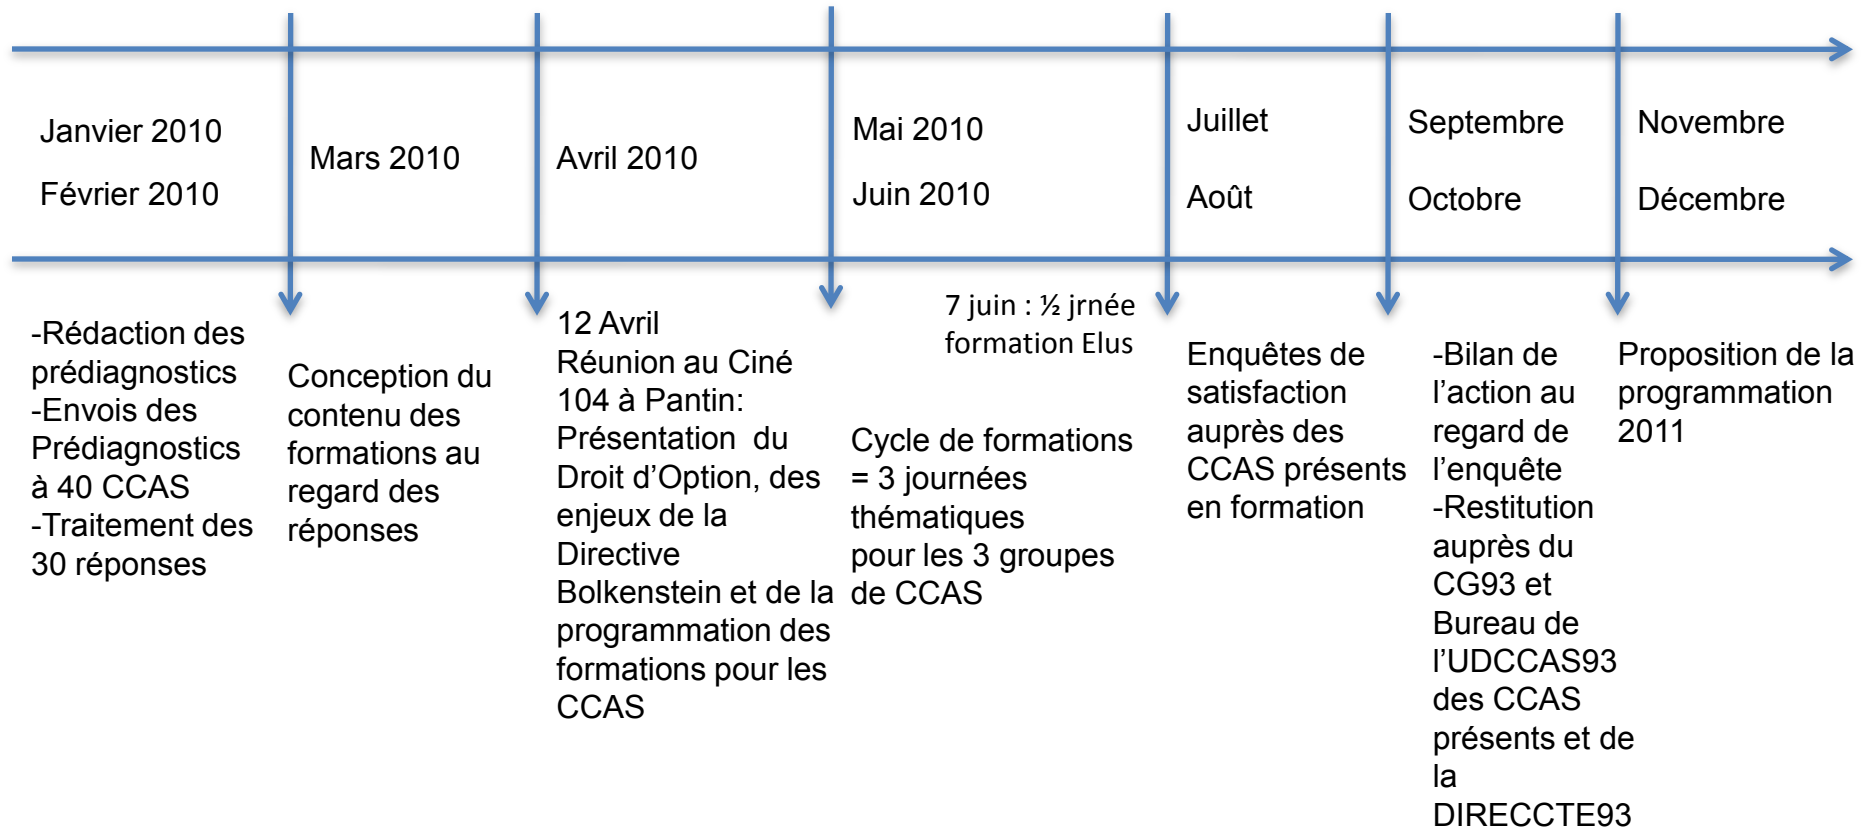 Janvier 2010
Février 2010
Mars 2010
Avril 2010
Mai 2010
Juin 2010
Juillet
Août
Septembre
Octobre
Novembre
Décembre
-Rédaction des
prédiagnostics
-Envois des
Prédiagnostics
à 40 CCAS
-Traitement des
30 réponses
Conception du
contenu des
formations au
regard des
réponses
12 Avril
Réunion au Ciné
104 à Pantin:
Présentation du
Droit d’Option, des
enjeux de la
Directive
Bolkenstein et de la
programmation des
formations pour les
CCAS
7 juin : ½ jrnée
formation Elus
Cycle de formations
= 3 journées
thématiques
pour les 3 groupes
de CCAS
Enquêtes de
satisfaction
auprès des
CCAS présents
en formation
-Bilan de
l’action au
regard de
l’enquête
-Restitution
auprès du
CG93 et
Bureau de
l’UDCCAS93
des CCAS
présents et de
la
DIRECCTE93
Proposition de la
programmation
2011